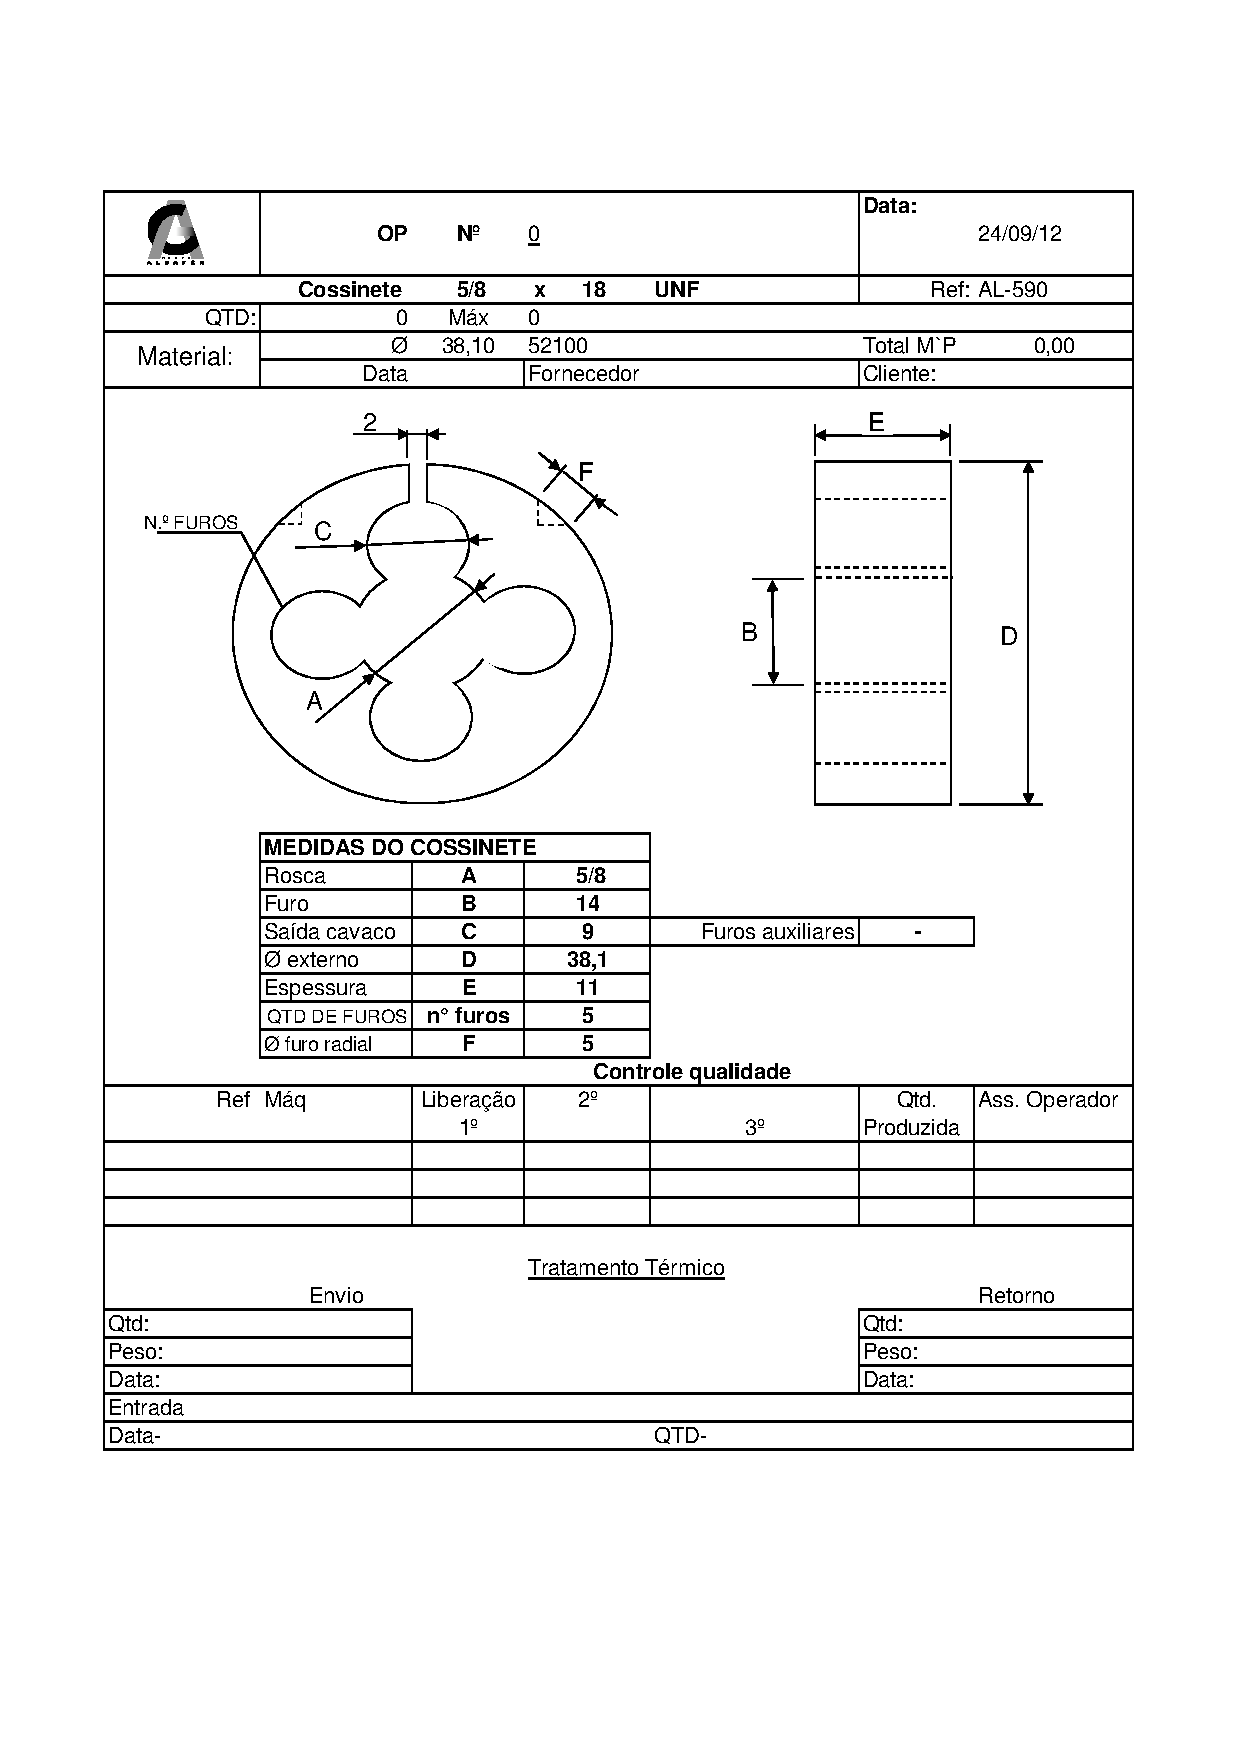 Data:
OP Nº 0 24/09/12
Cossinete 5/8 x 18 UNF Ref: AL-590
QTD: 0 Máx 0
Material: Ø 38,10 52100 Total M`P 0,00
Data Fornecedor Cliente:
2 E
F
N.º FUROS
C
B
D
A
MEDIDAS DO COSSINETE
Rosca A 5/8
Furo B 14
Saída cavaco C 9 Furos auxiliares -
Ø externo D 38,1
Espessura E 11
QTD DE FUROS n° furos 5
Ø furo radial F 5
Controle qualidade
Ref Máq Liberação 2º Qtd. Ass. Operador
1º 3º Produzida
Tratamento Térmico
Envio Retorno
Qtd: Qtd:
Peso: Peso:
Data: Data:
Entrada
Data- QTD-